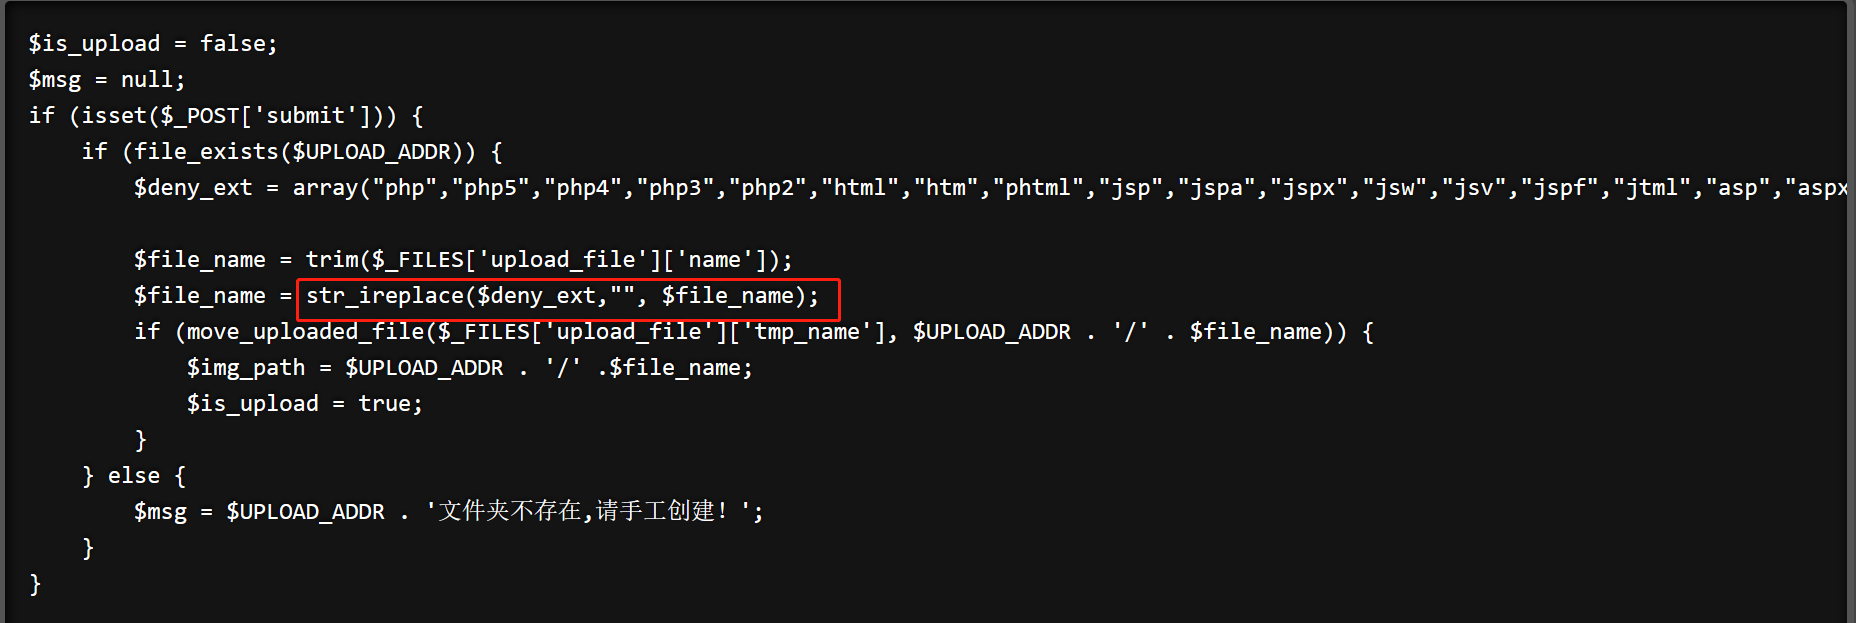 $is_upload = false;
$msg = null;
if (isset($_POST['submit'])) {
    if (file_exists($UPLOAD_ADDR)) {
        $deny_ext = array("php","php5","php4","php3","php2","html","htm","phtml","jsp","jspa","jspx","jsw","jsv","jspf","jtml","asp","aspx
        $file_name = trim($_FILES['upload_file']['name']);
        $file_name = str_ireplace($deny_ext,"", $file_name);
        if (move_uploaded_file($_FILES['upload_file']['tmp_name'], $UPLOAD_ADDR . '/' . $file_name)) {
            $img_path = $UPLOAD_ADDR . '/' .$file_name;
            $is_upload = true;
        }
    } else {
        $msg = $UPLOAD_ADDR . '文件夹不存在,请手工创建！';
    }
}